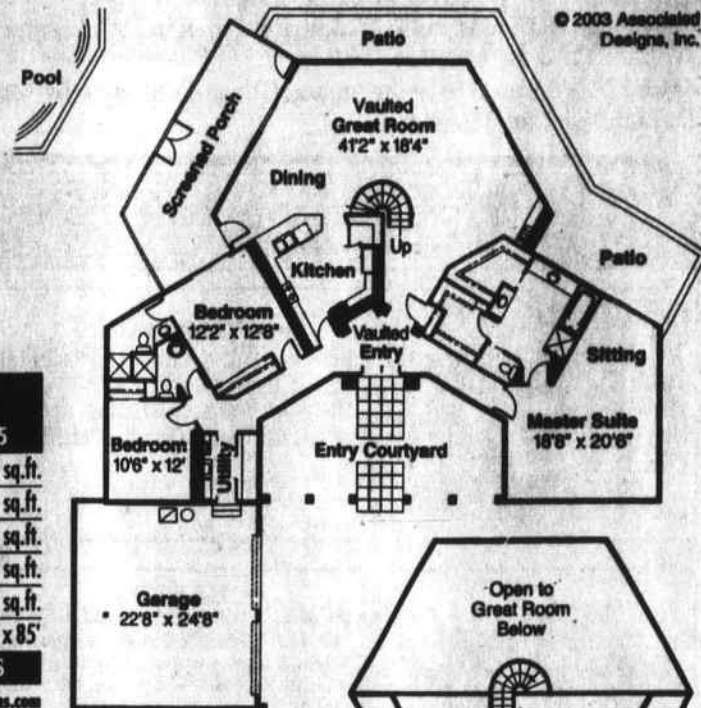 © 2003 Associated
Designs, Inc.
Patio
Pool
Vaulted
Great Room
41'2" x 18'4"
Screened Porch
Dining
Up
Kitchen
Patio
Bedroom
12'2" x 12'8"
Vaulted
Entry
Sitting
Master Suite
18'8" x 20'6"
Bedroom
10'6" x 12'
Utility
Entry Courtyard
sq.ft.
sq.ft.
sq.ft.
sq.ft.
sq.ft.
x 85'
Garage
22'8" x 24'8"
Open to
Great Room
Below